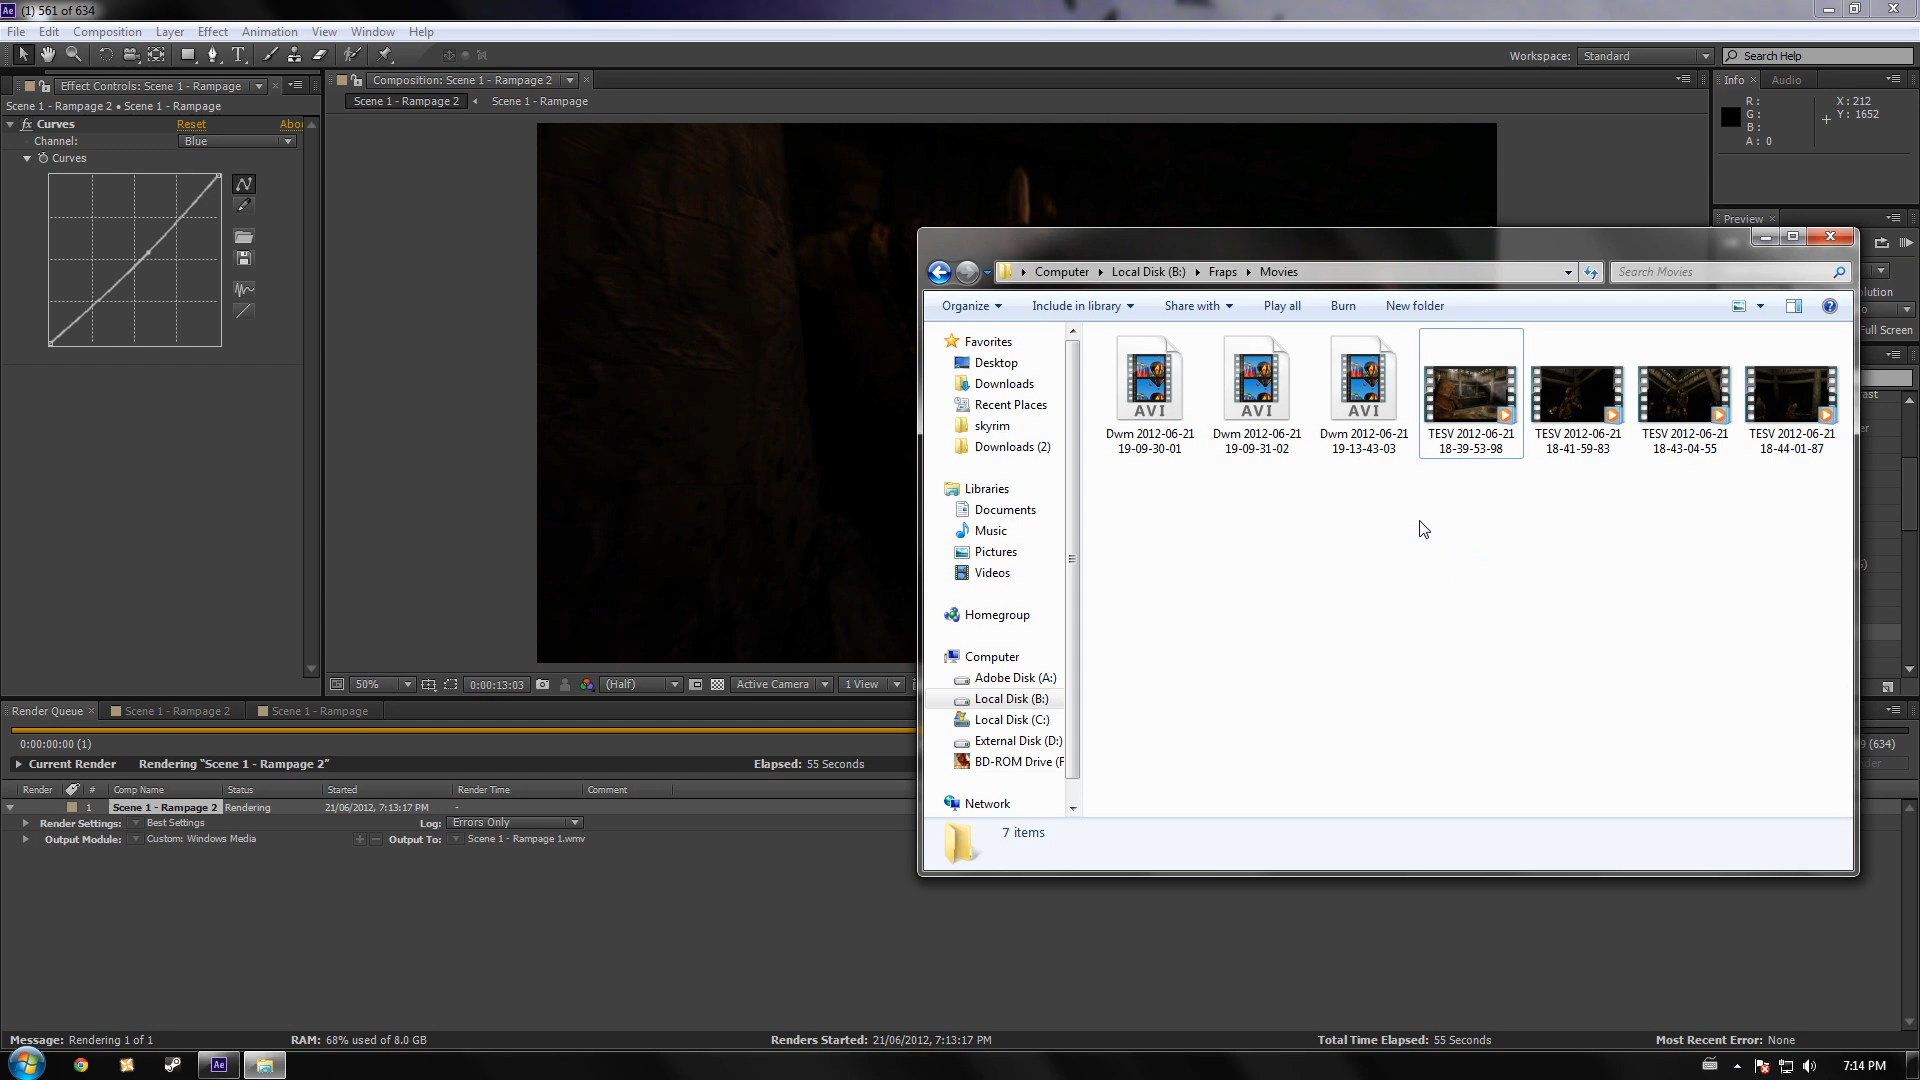 Ae (1) 561 of 634
File Edit Composition Layer Effect Animation View Window Help
Workspace: Standard Search Help
Effect Controls: Scene 1 - Rampage
Composition: Scene 1 - Rampage 2
Info Audio
Scene 1 - Rampage 2 • Scene 1 - Rampage
Scene 1 - Rampage 2 Scene 1 - Rampage
fx Curves Reset Abou
Channel: Blue
Curves
R: X: 212
G: Y: 1652
B:
A: 0
Preview
Full Screen
Computer Local Disk (B:) Fraps Movies
Search Movies
Organize Include in library Share with Play all Burn New folder
Favorites
Desktop
Downloads
Recent Places
skyrim
Downloads (2)
Libraries
Documents
Music
Pictures
Videos
Homegroup
Computer
Adobe Disk (A:)
Local Disk (B:)
Local Disk (C:)
External Disk (D:)
BD-ROM Drive (F
Network
AVI AVI AVI
Dwm 2012-06-21 Dwm 2012-06-21 Dwm 2012-06-21 TESV 2012-06-21 TESV 2012-06-21 TESV 2012-06-21 TESV 2012-06-21
19-09-30-01 19-09-31-02 19-13-43-03 18-39-53-98 18-41-59-83 18-43-04-55 18-44-01-87
7 items
50% 0:00:13:03 (Half) Active Camera 1 View
Render Queue Scene 1 - Rampage 2 Scene 1 - Rampage
0:00:00:00 (1)
9 (634)
Current Render Rendering “Scene 1 - Rampage 2” Elapsed: 55 Seconds
Render # Comp Name Status Started Render Time Comment
1 Scene 1 - Rampage 2 Rendering 21/06/2012, 7:13:17 PM -
Render Settings: Best Settings Log: Errors Only
Output Module: Custom: Windows Media Output To: Scene 1 - Rampage 1.wmv
Message: Rendering 1 of 1 RAM: 68% used of 8.0 GB Renders Started: 21/06/2012, 7:13:17 PM Total Time Elapsed: 55 Seconds Most Recent Error: None
Ae
7:14 PM